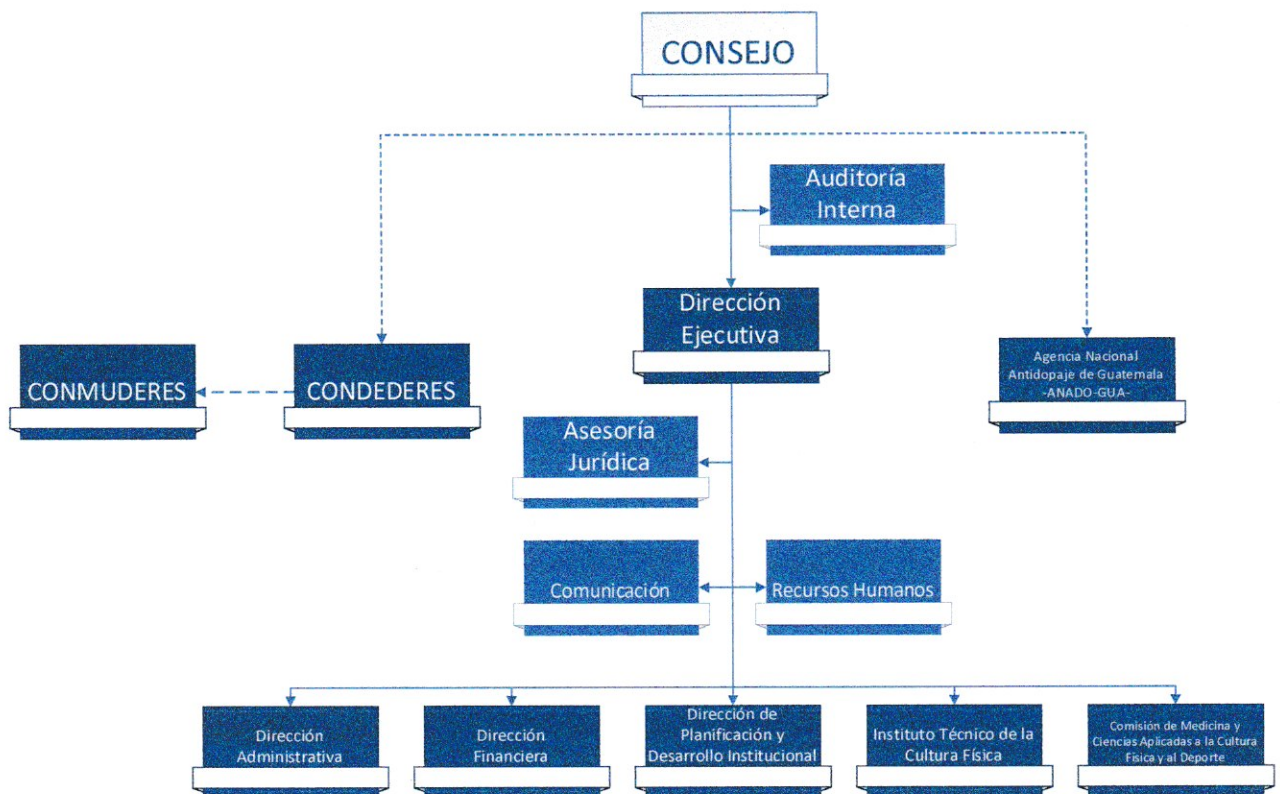 CONSEJO
Auditoría
Interna
Dirección
Ejecutiva
CONMUDERES
CONDEDERES
Agencia Nacional
Antidopaje de Guatemala
-ANADO-GUA-
Asesoría
Jurídica
Comunicación
Recursos Humanos
Dirección
Administrativa
Dirección
Financiera
Dirección de
Planificación y
Desarrollo Institucional
Instituto Técnico de la
Cultura Física
Comisión de Medicina y
Ciencias Aplicadas a la Cultura
Física y al Deporte